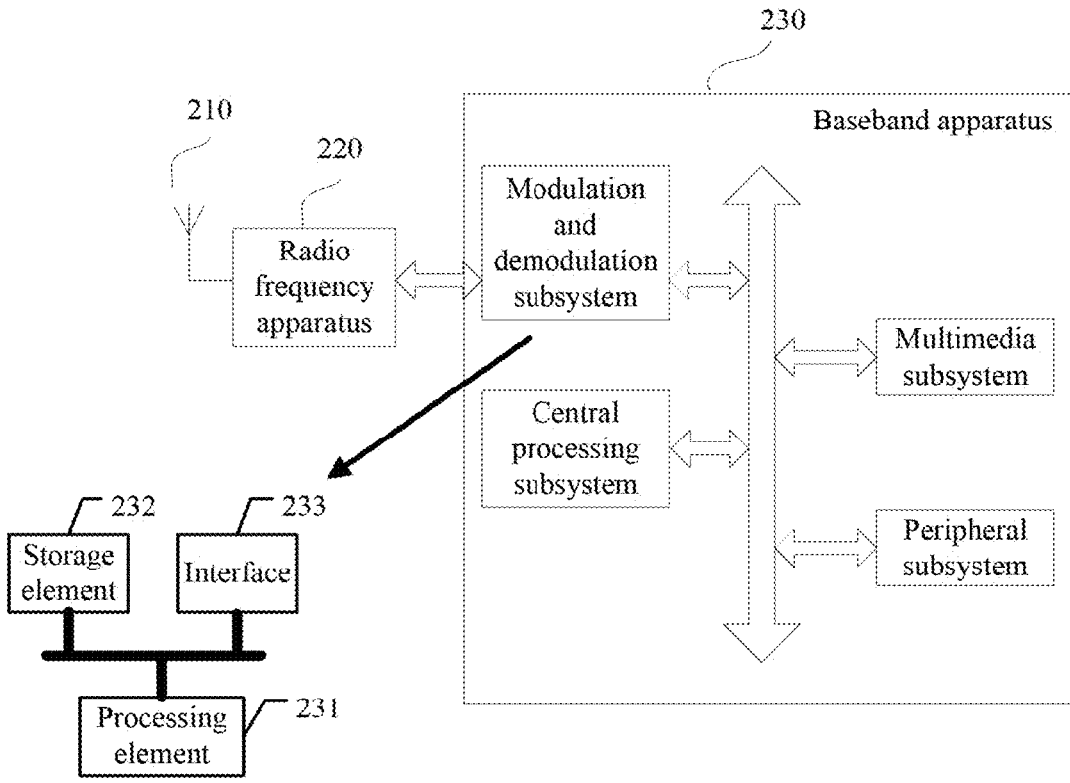 230
Baseband apparatus
210
220
Radio
frequency
apparatus
Modulation
and
demodulation
subsystem
Multimedia
subsystem
Central
processing
subsystem
Peripheral
subsystem
232
Storage
element
233
Interface
Processing
element
231